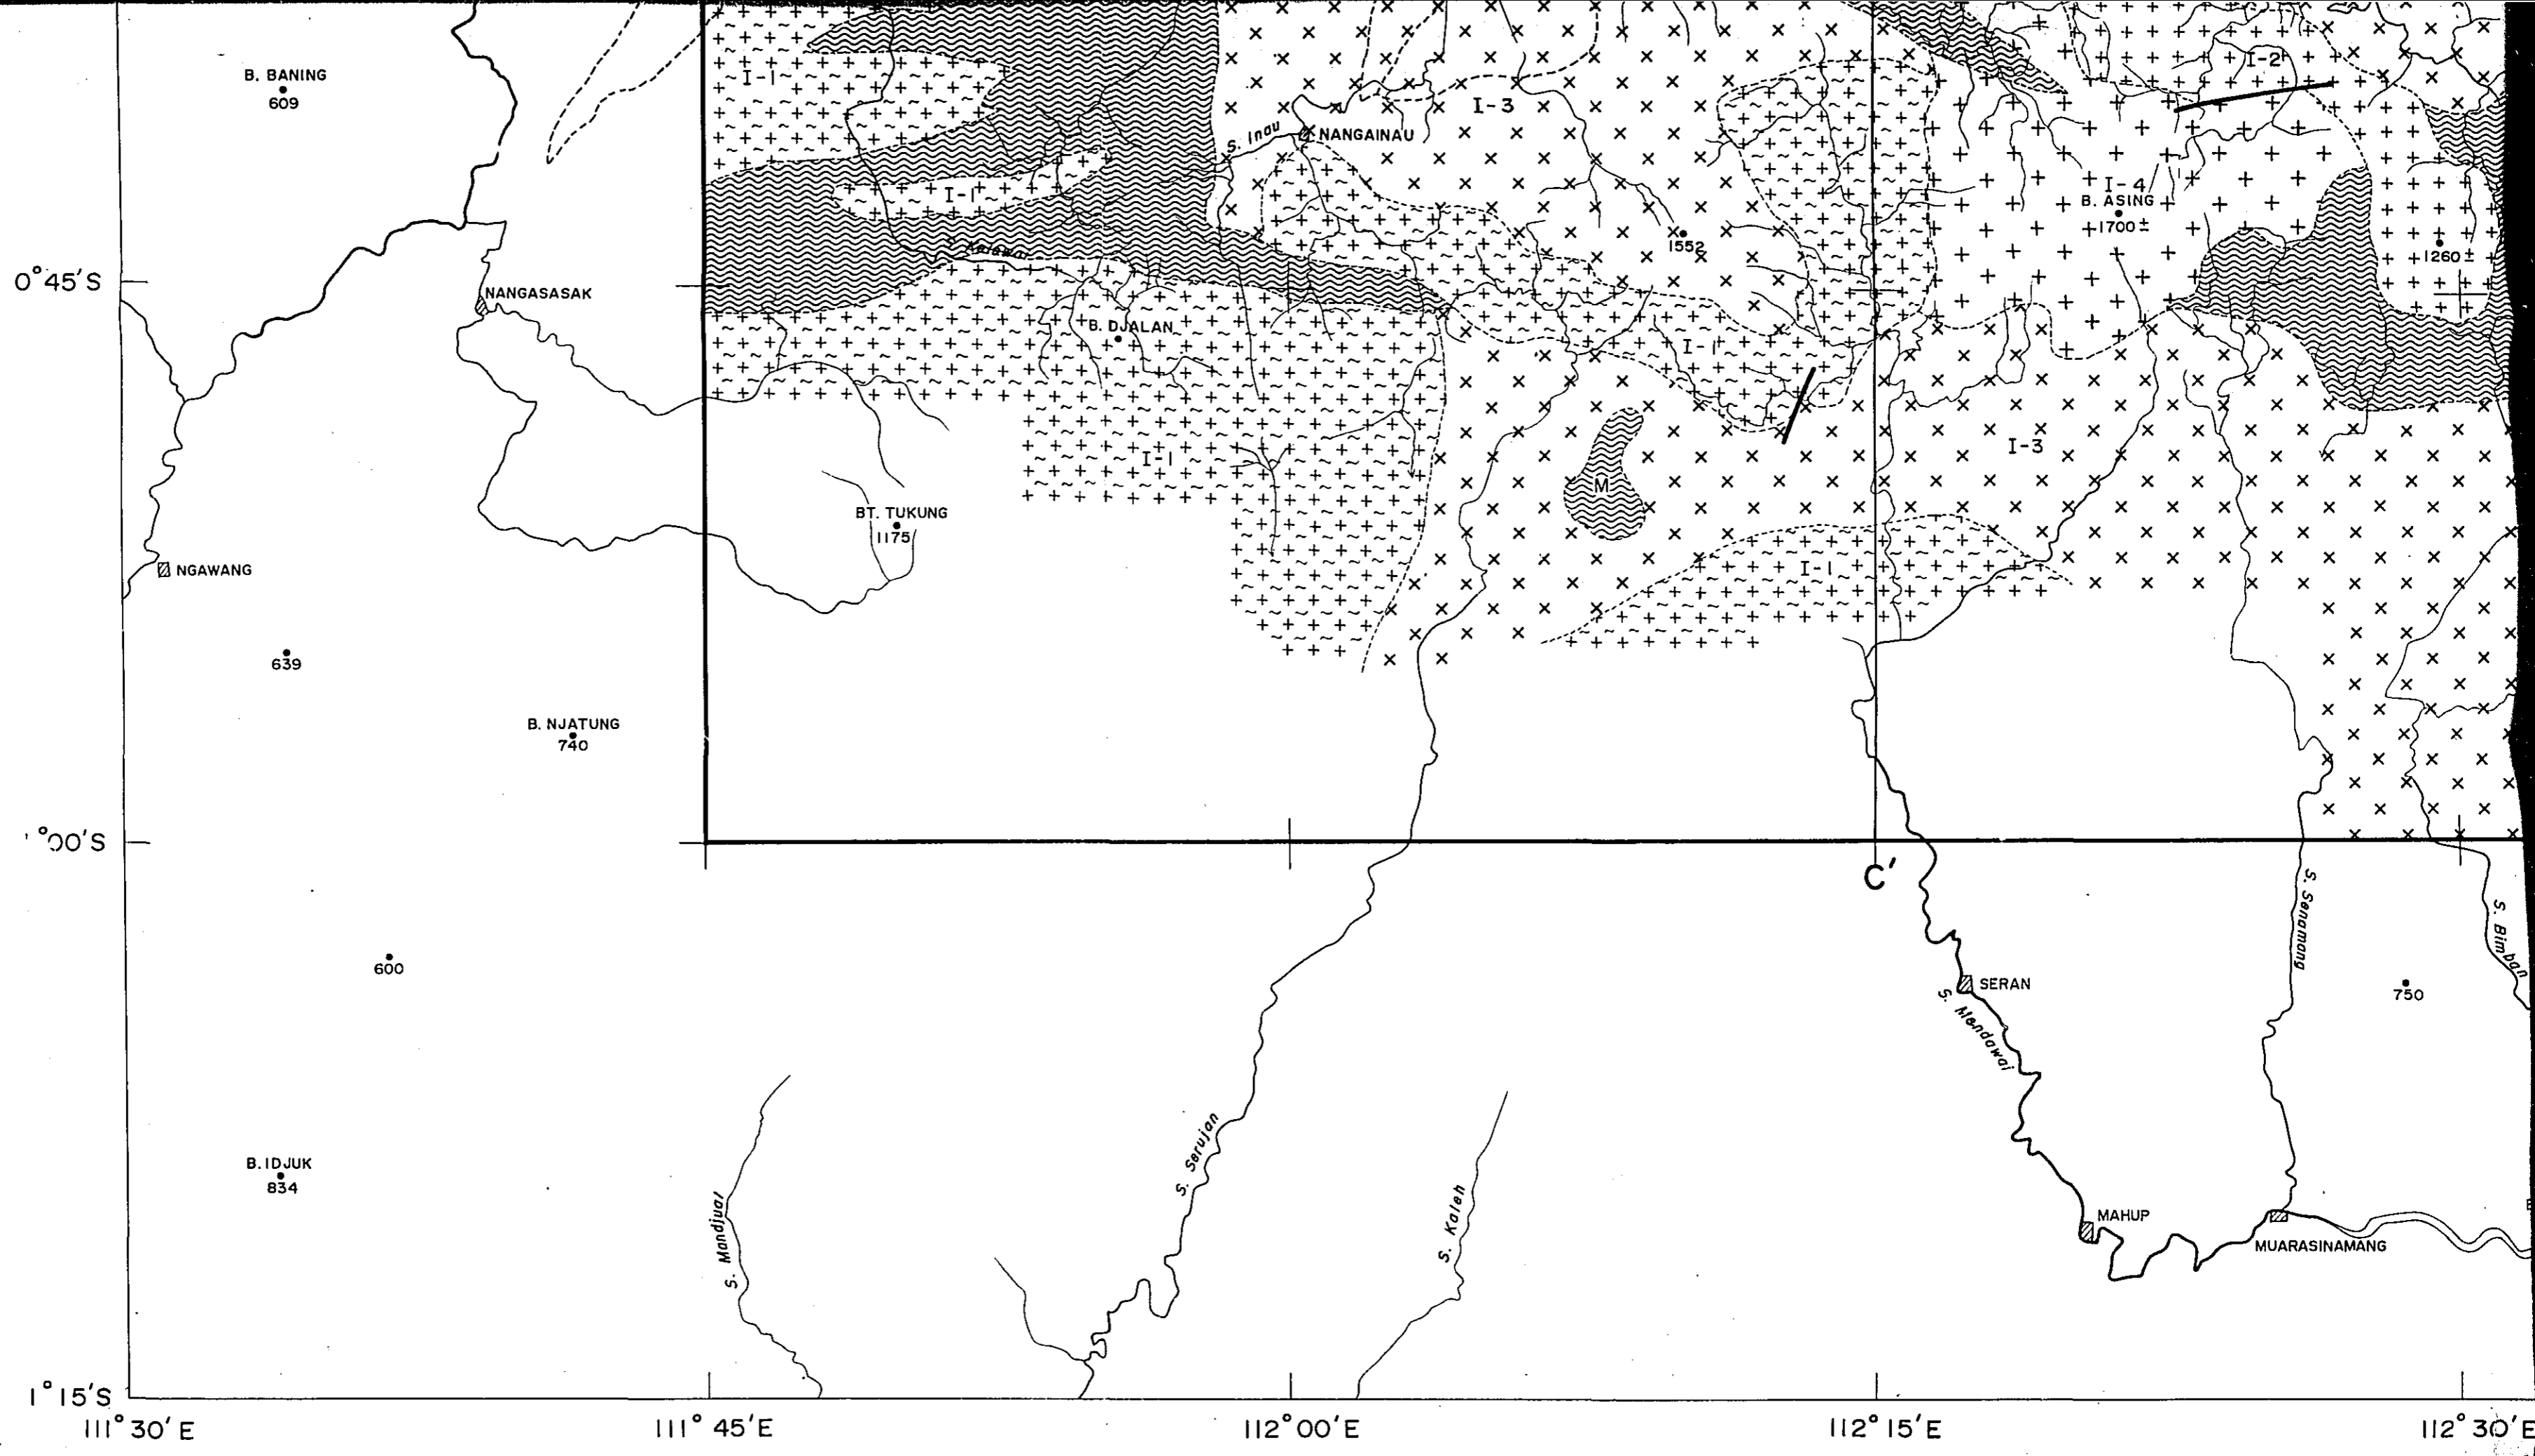 B. BANING
609
I-1
I-2
I-3
S. Inau
NANGAINAU
I-1
I-4
B. ASING
1700±
1552
1260±
0°45'S
NANGASASAK
B. DJALAN
I-1
I-1
I-3
M
BT. TUKUNG
1175
NGAWANG
I-1
639
B. NJATUNG
740
°00'S
C'
S. Senamang
S. Bimban
600
SERAN
750
S. Mendawai
B. IDJUK
834
S. Mandjul
S. Serujan
S. Kaleh
MAHUP
MUARASINAMANG
1°15'S
111°30'E
111°45'E
112°00'E
112°15'E
112°30'E